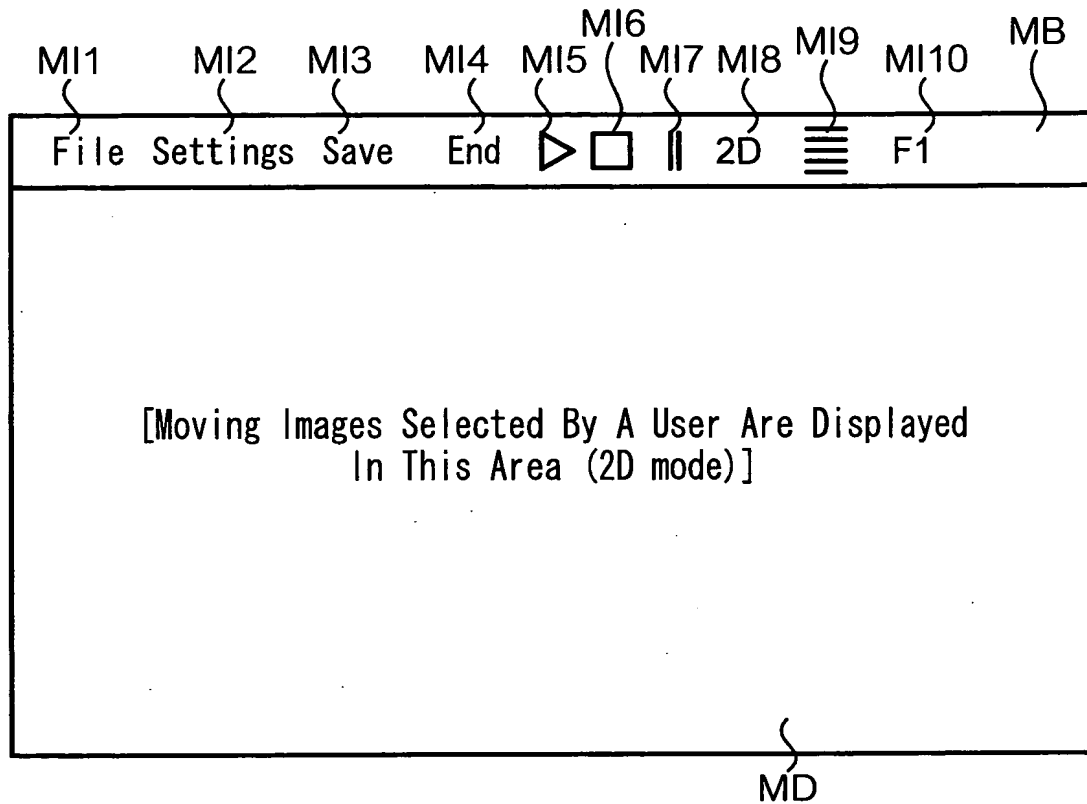 MI1 MI2 MI3 MI4 MI5 MI6 MI7 MI8 MI9 MI10 MB
File Settings Save End 2D F1
[Moving Images Selected By A User Are Displayed
In This Area (2D mode)]
MD